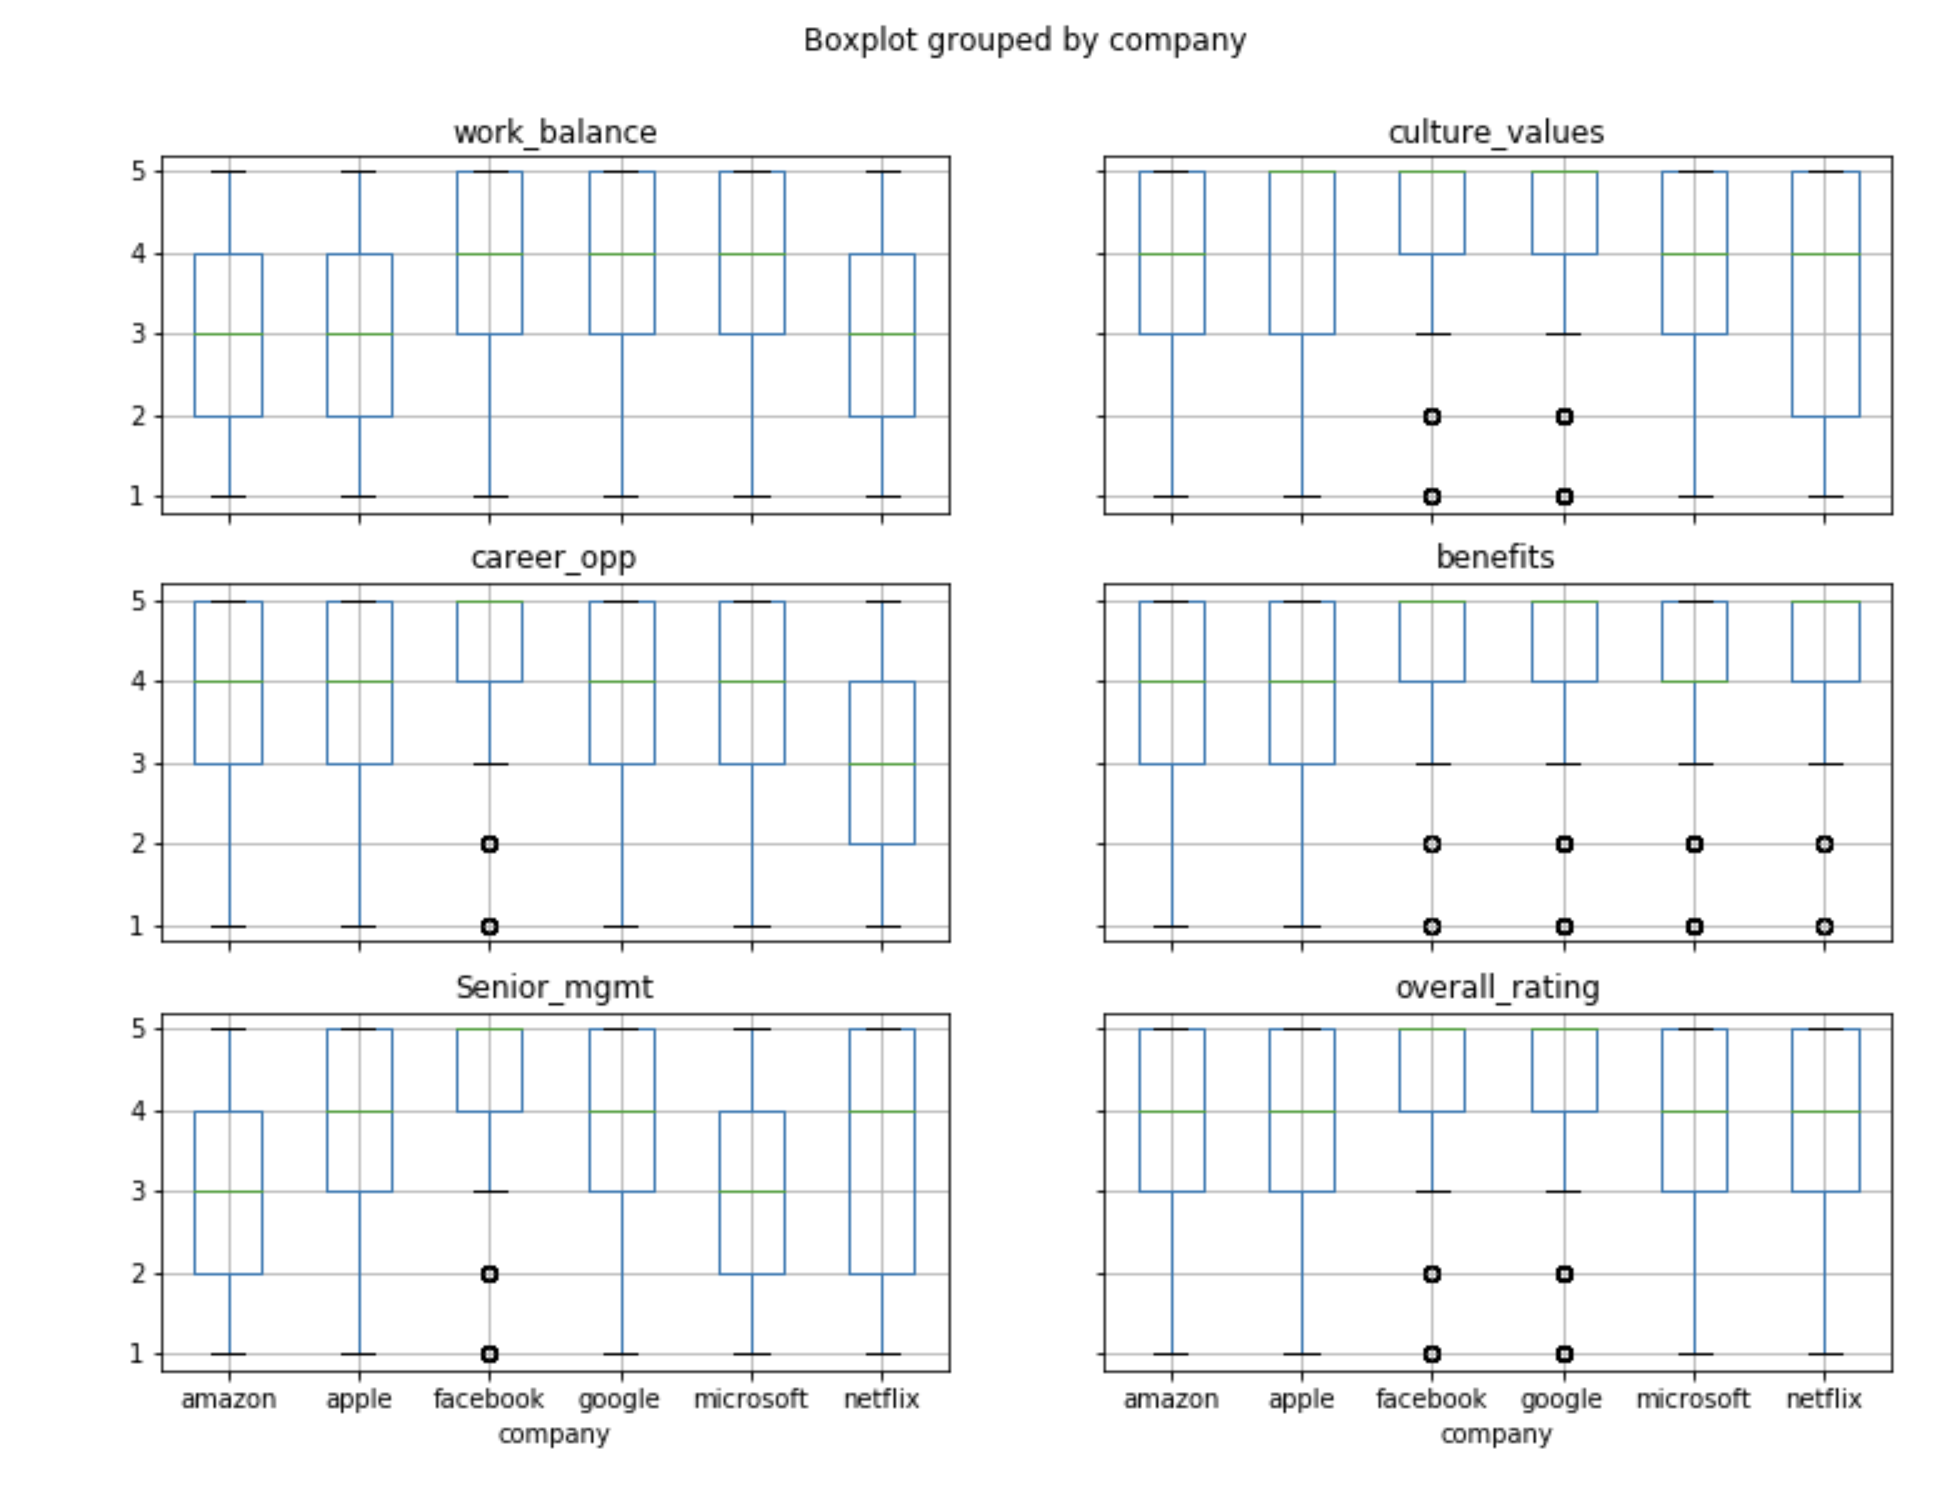 Boxplot grouped by company
work_balance
culture_values
5
4
3
2
1
career_opp
benefits
5
4
3
2
1
Senior_mgmt
overall_rating
5
4
3
2
1
amazon apple facebook google microsoft netflix
amazon apple facebook google microsoft netflix
company
company